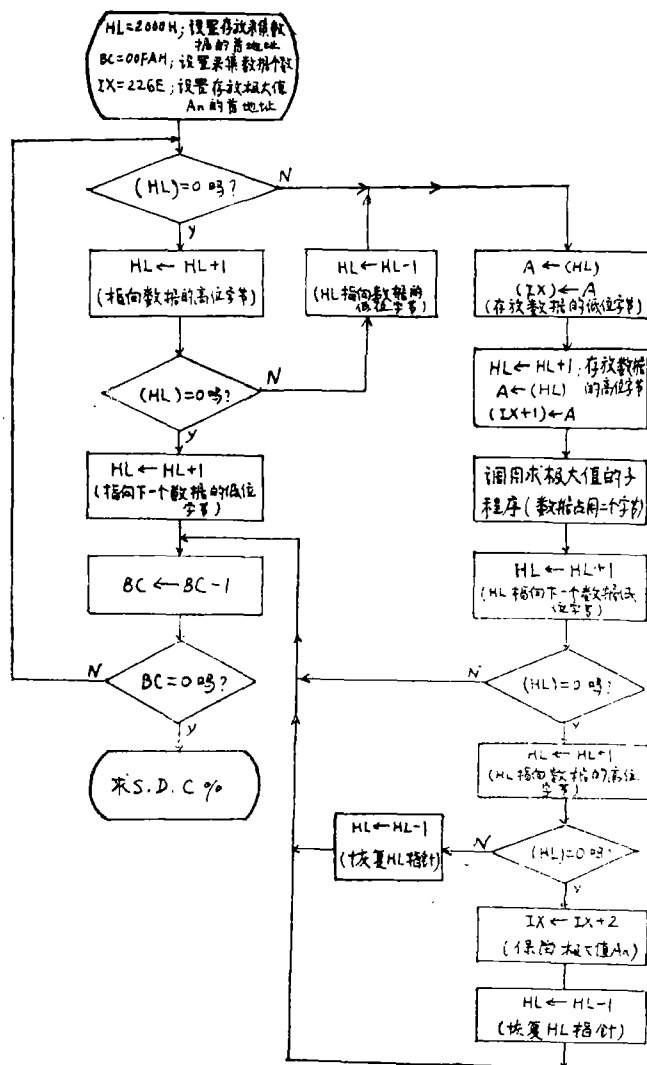 HL=2000H；设置存放采集数
据的首地址
BC=00FAH；设置采集数据个数
IX=226E；设置存放极大值
An的首地址
(HL)=0吗?
N
Y
HL←HL+1
(指向数据的高位字节)
HL←HL-1
(HL指向数据的
低位字节)
(HL)=0吗?
N
Y
HL←HL+1
(指向下一个数据的低位
字节)
BC←BC-1
N
BC=0吗?
Y
求S.D.C%
A←(HL)
(IX)←A
(存放数据的低位字节)
HL←HL+1；存放数据
A←(HL) 的高位字节
(IX+1)←A
调用求极大值的子
程序(数据占用二个字节)
HL←HL+1
(HL指向下一个数据低
位字节)
N
(HL)=0吗?
Y
HL←HL+1
(HL指向数据的高位
字节)
HL←HL-1
(恢复HL指针)
N
(HL)=0吗?
Y
IX←IX+2
(保留极大值An)
HL←HL-1
(恢复HL指针)